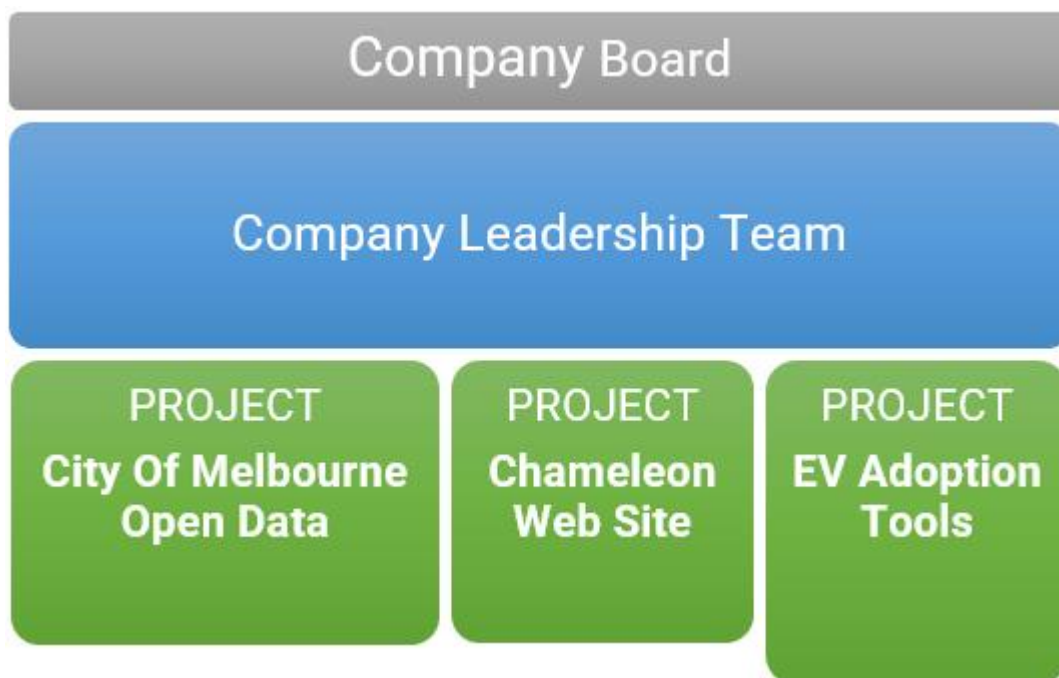 Company Board
Company Leadership Team
PROJECT
City Of Melbourne
Open Data
PROJECT
Chameleon
Web Site
PROJECT
EV Adoption
Tools